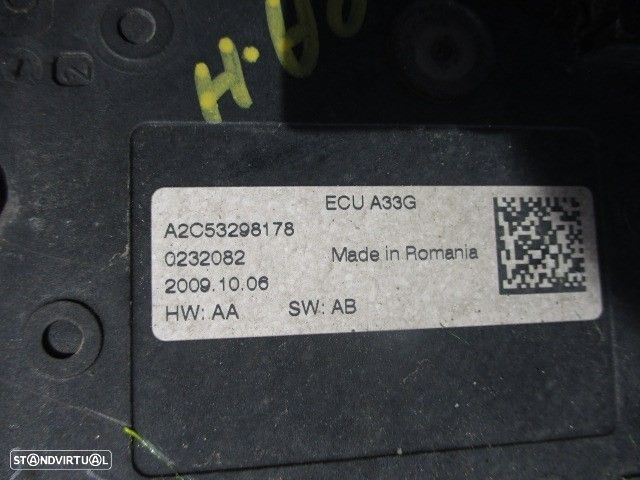 ECU A33G
A2C53298178
0232082
Made in Romania
2009.10.06
HW: AA SW: AB
STANDVIRTUAL